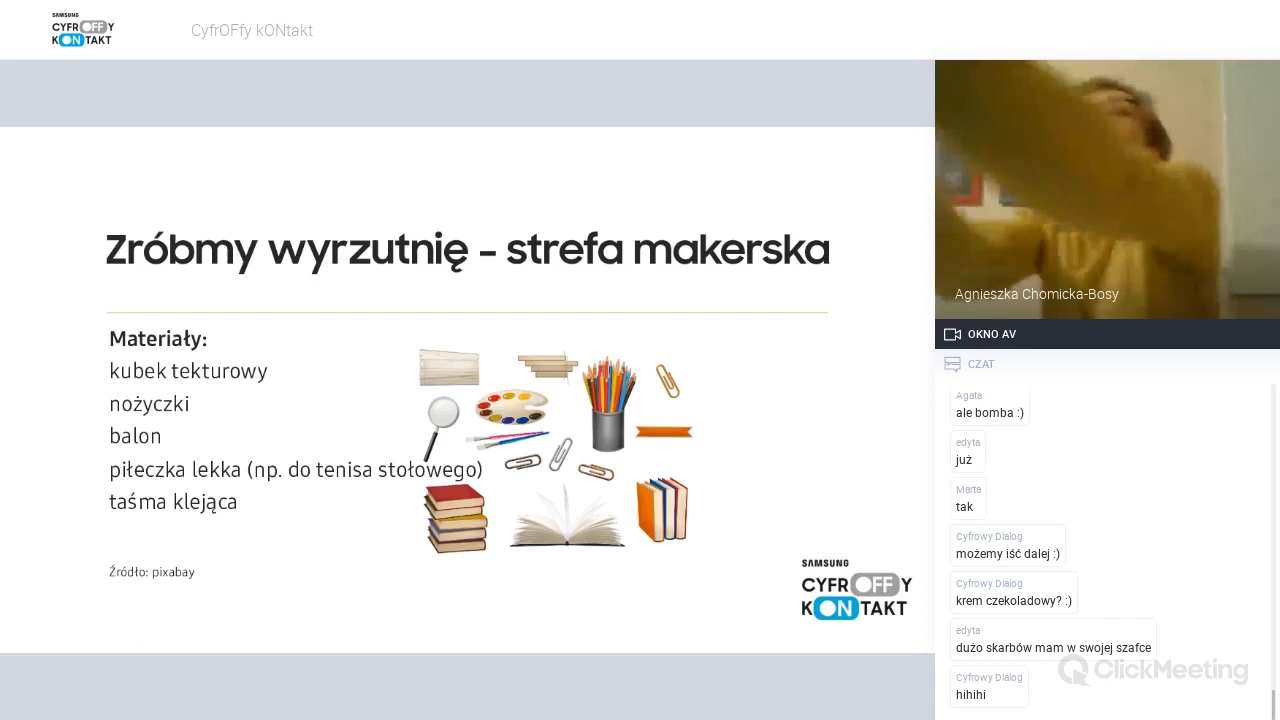 SAMSUNG
CYFROFFY
KONTAKT
CyfrOFfy kONtakt
Zróbmy wyrzutnię - strefa makerska
Materiały:
kubek tekturowy
nożyczki
balon
piłeczka lekka (np. do tenisa stołowego)
taśma klejąca
Źródło: pixabay
SAMSUNG
CYFROFFY
KONTAKT
Agnieszka Chomicka-Bosy
OKNO AV
CZAT
Agata
ale bomba :)
edyta
już
Marta
tak
Cyfrowy Dialog
możemy iść dalej :)
Cyfrowy Dialog
krem czekoladowy? :)
edyta
dużo skarbów mam w swojej szafce
ClickMeeting
Cyfrowy Dialog
hihihi